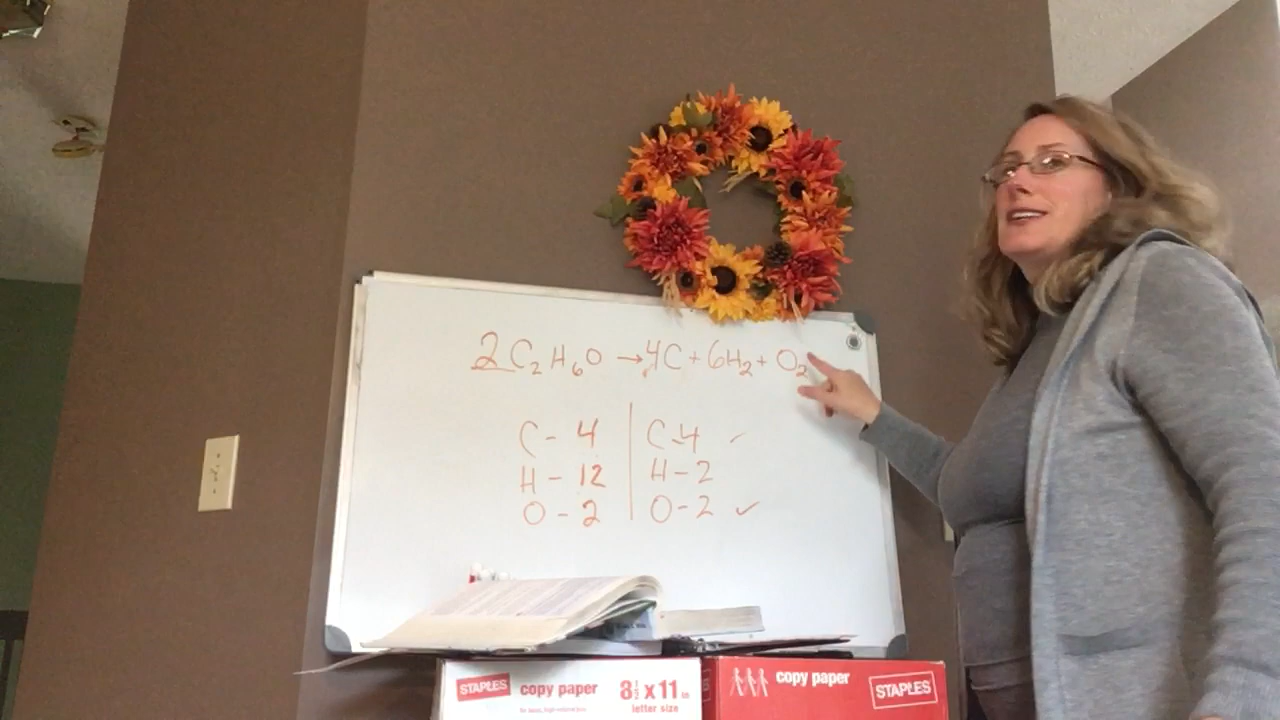 2C₂H₆O → 4C + 6H₂ + O₂
C - 4 | C - 4 ✓
H - 12 | H - 2
O - 2 | O - 2 ✓
STAPLES copy paper 8½ x 11 in
letter size
copy paper STAPLES